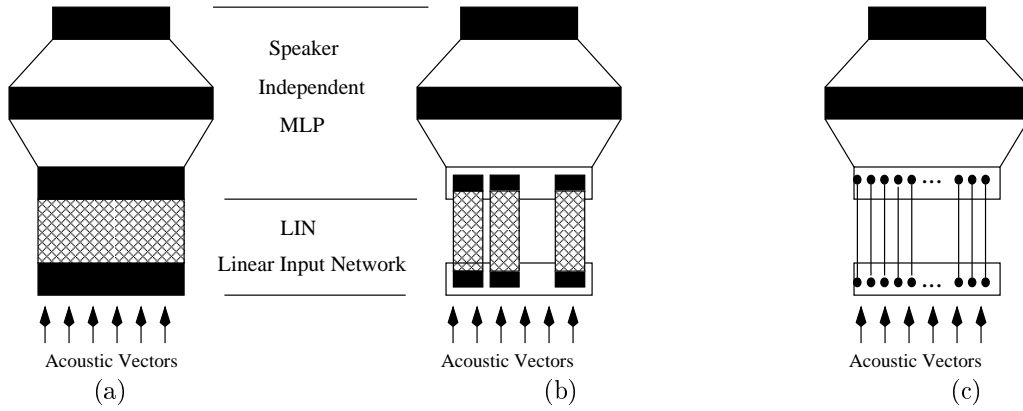 Speaker
Independent
MLP
LIN
Linear Input Network
Acoustic Vectors
Acoustic Vectors
Acoustic Vectors
(a)
(b)
(c)